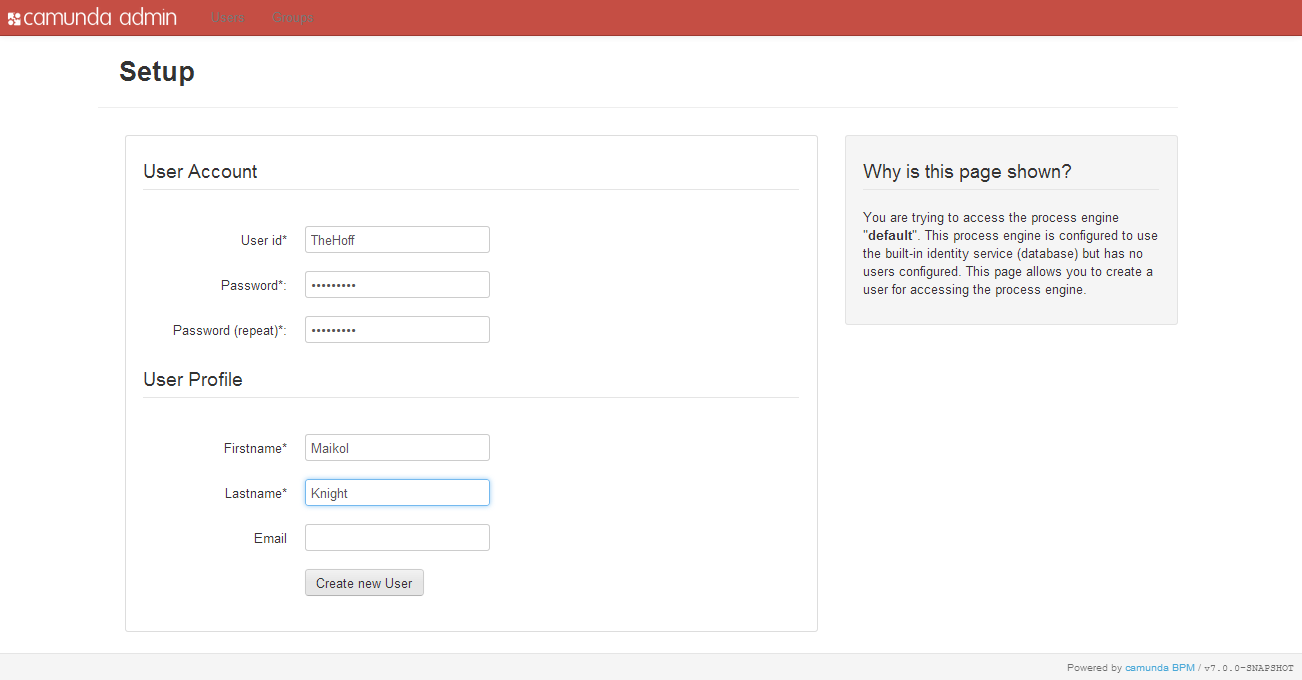 camunda admin Users Groups
Setup
User Account
User id* TheHoff
Password*: •••••••••
Password (repeat)*: •••••••••
User Profile
Firstname* Maikol
Lastname* Knight
Email
Create new User
Why is this page shown?
You are trying to access the process engine
"default". This process engine is configured to use
the built-in identity service (database) but has no
users configured. This page allows you to create a
user for accessing the process engine.
Powered by camunda BPM / v7.0.0-SNAPSHOT